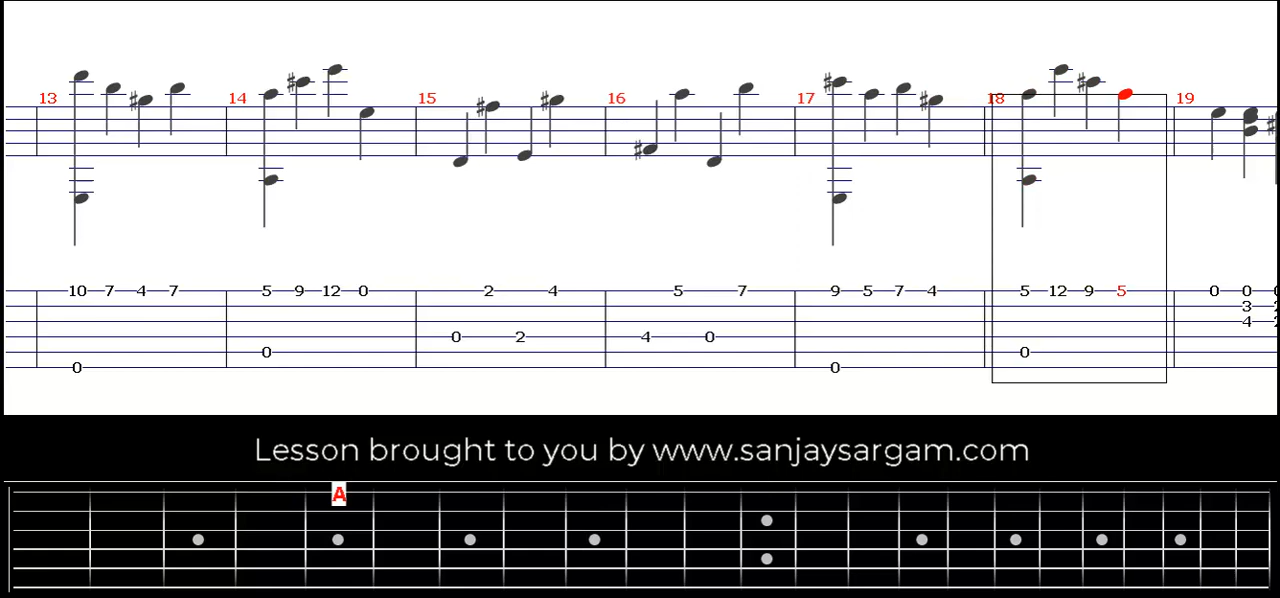 13 14 15 16 17 18 19
10 7 4 7 5 9 12 0 2 4 5 7 9 5 7 4 5 12 9 5 0 0
3
4
0 2 4 0
0 0
0 0
Lesson brought to you by www.sanjaysargam.com
A